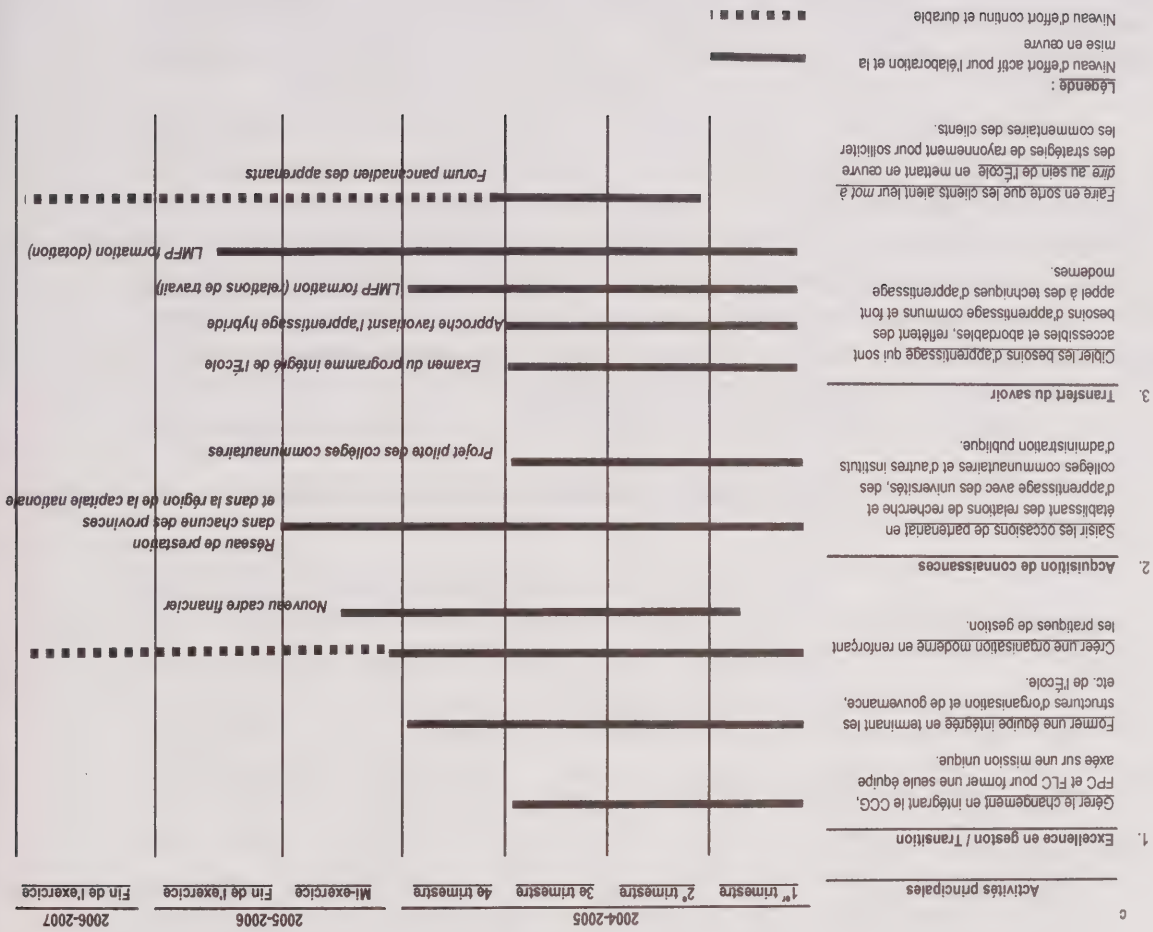 c
2004-2005 2005-2006 2006-2007
Activités principales 1er trimestre 2e trimestre 3e trimestre 4e trimestre Mi-exercice Fin de l'exercice Fin de l'exercice
1. Excellence en geston / Transition
Gérer le changement en intégrant le CCG,
FPC et FLC pour former une seule équipe
axée sur une mission unique.
Former une équipe intégrée en terminant les
structures d'organisation et de gouvernance,
etc. de l'École.
Créer une organisation moderne en renforçant
les pratiques de gestion.
Nouveau cadre financier
2. Acquisition de connaissances
Saisir les occasions de partenariat en
établissant des relations de recherche et
d'apprentissage avec des universités, des
collèges communautaires et d'autres instituts
d'administration publique.
Réseau de prestation
dans chacune des provinces
et dans la région de la capitale nationale
Projet pilote des collèges communautaires
3. Transfert du savoir
Cibler les besoins d'apprentissage qui sont
accessibles et abordables, reflétent des
besoins d'apprentissage communs et font
appel à des techniques d'apprentissage
modernes.
Examen du programme intégré de l'École
Approche favoriasnt l'apprentissage hybride
LMFP formation (relations de travail)
LMFP formation (dotation)
Faire en sorte que les clients aient leur mot à
dire au sein de l'École en mettant en œuvre
des stratégies de rayonnement pour solliciter
les commentaires des clients.
Forum pancanadien des apprenants
Légende :
Niveau d'effort actif pour l'élaboration et la
mise en œuvre
Niveau d'effort continu et durable